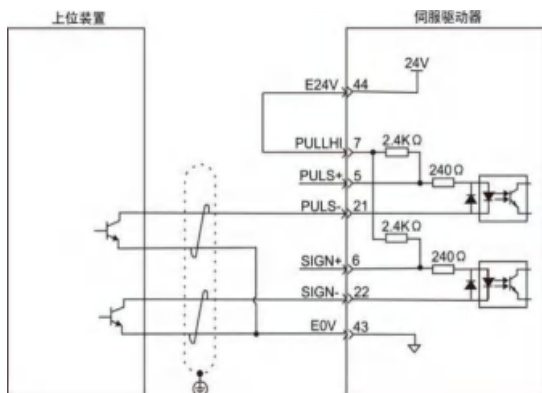 上位装置
伺服驱动器
24V
E24V 44
PULLHI 7
2.4KΩ
PULS+ 5
240Ω
PULS- 21
2.4KΩ
SIGN+ 6
240Ω
SIGN- 22
E0V 43